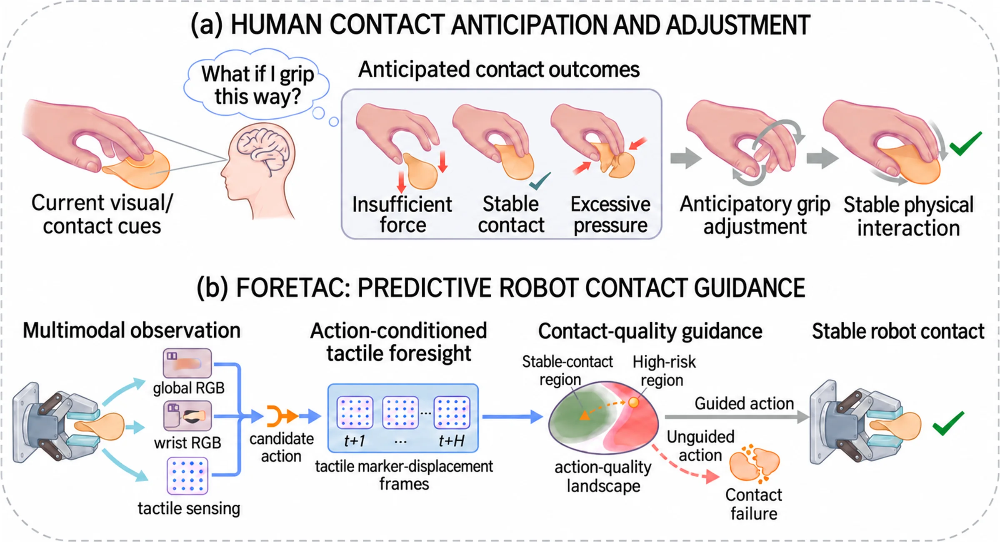 (a) HUMAN CONTACT ANTICIPATION AND ADJUSTMENT
What if I grip
this way?
Anticipated contact outcomes
Current visual/
contact cues
Insufficient
force
Stable
contact
Excessive
pressure
Anticipatory grip
adjustment
Stable physical
interaction
(b) FORETAC: PREDICTIVE ROBOT CONTACT GUIDANCE
Multimodal observation
global RGB
wrist RGB
tactile sensing
candidate
action
Action-conditioned
tactile foresight
...
t+1
...
t+H
tactile marker-displacement
frames
Contact-quality guidance
Stable-contact
region
High-risk
region
action-quality
landscape
Guided action
Unguided
action
Contact
failure
Stable robot contact